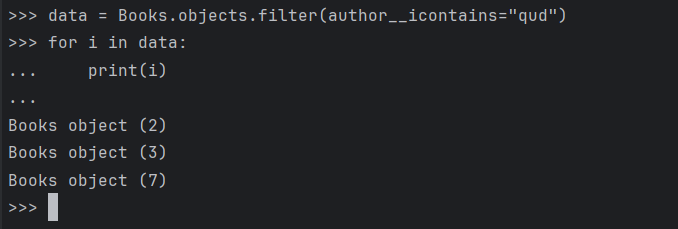 >>> data = Books.objects.filter(author__icontains="qud")
>>> for i in data:
...     print(i)
...
Books object (2)
Books object (3)
Books object (7)
>>>